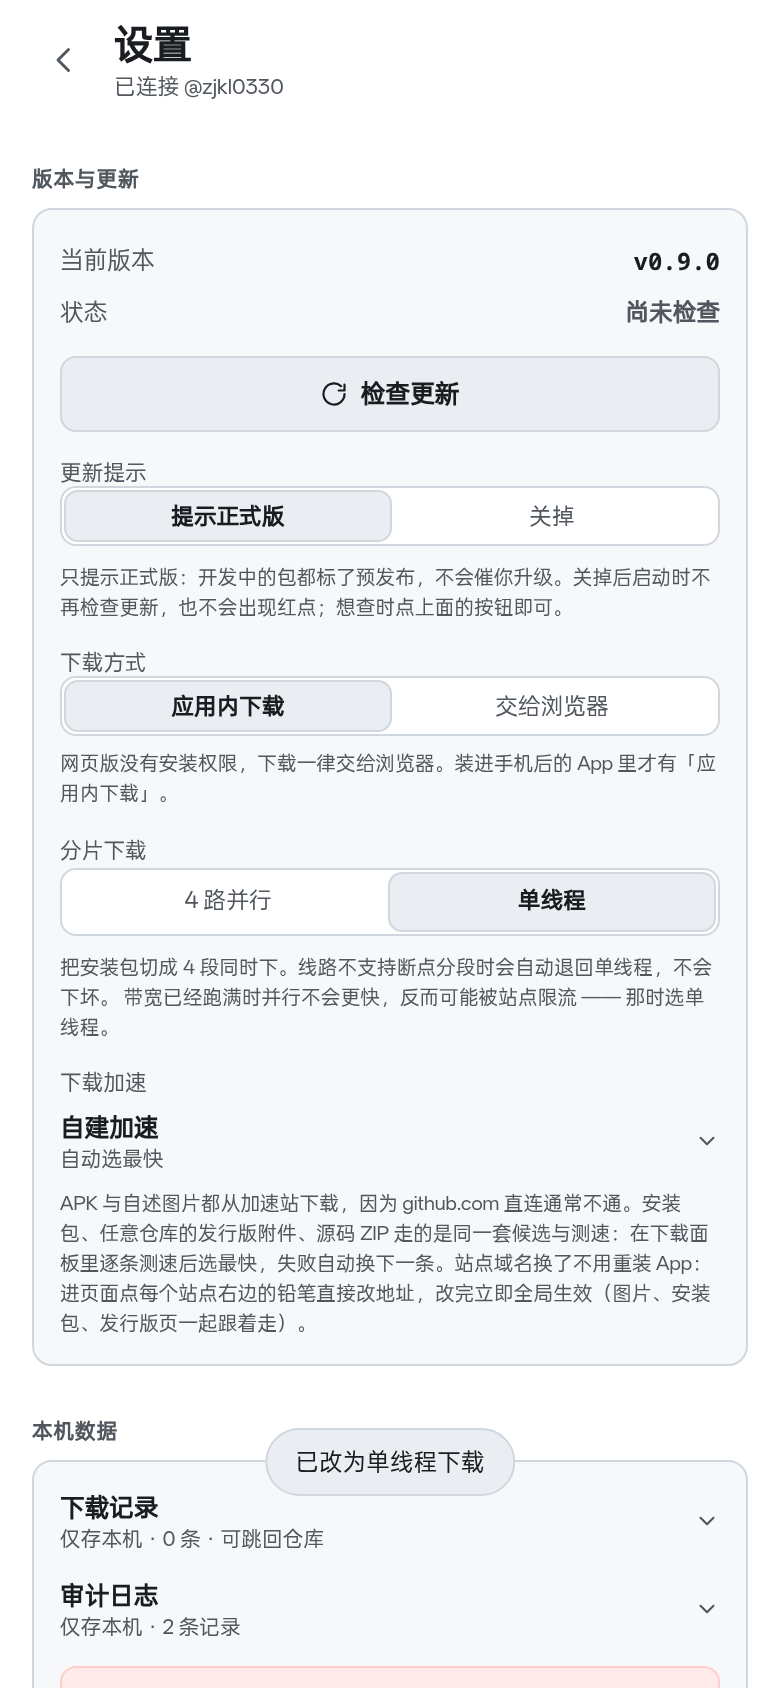 设置
已连接 @zjkl0330
版本与更新
当前版本 v0.9.0
状态 尚未检查
检查更新
更新提示
提示正式版 关掉
只提示正式版：开发中的包都标了预发布，不会催你升级。关掉后启动时不
再检查更新，也不会出现红点；想查时点上面的按钮即可。
下载方式
应用内下载 交给浏览器
网页版没有安装权限，下载一律交给浏览器。装进手机后的 App 里才有「应
用内下载」。
分片下载
4 路并行 单线程
把安装包切成 4 段同时下。线路不支持断点分段时会自动退回单线程，不会
下坏。 带宽已经跑满时并行不会更快，反而可能被站点限流 —— 那时选单
线程。
下载加速
自建加速
自动选最快
APK 与自述图片都从加速站下载，因为 github.com 直连通常不通。安装
包、任意仓库的发行版附件、源码 ZIP 走的是同一套候选与测速：在下载面
板里逐条测速后选最快，失败自动换下一条。站点域名换了不用重装 App：
进页面点每个站点右边的铅笔直接改地址，改完立即全局生效（图片、安装
包、发行版页一起跟着走）。
本机数据
已改为单线程下载
下载记录
仅存本机 · 0 条 · 可跳回仓库
审计日志
仅存本机 · 2 条记录